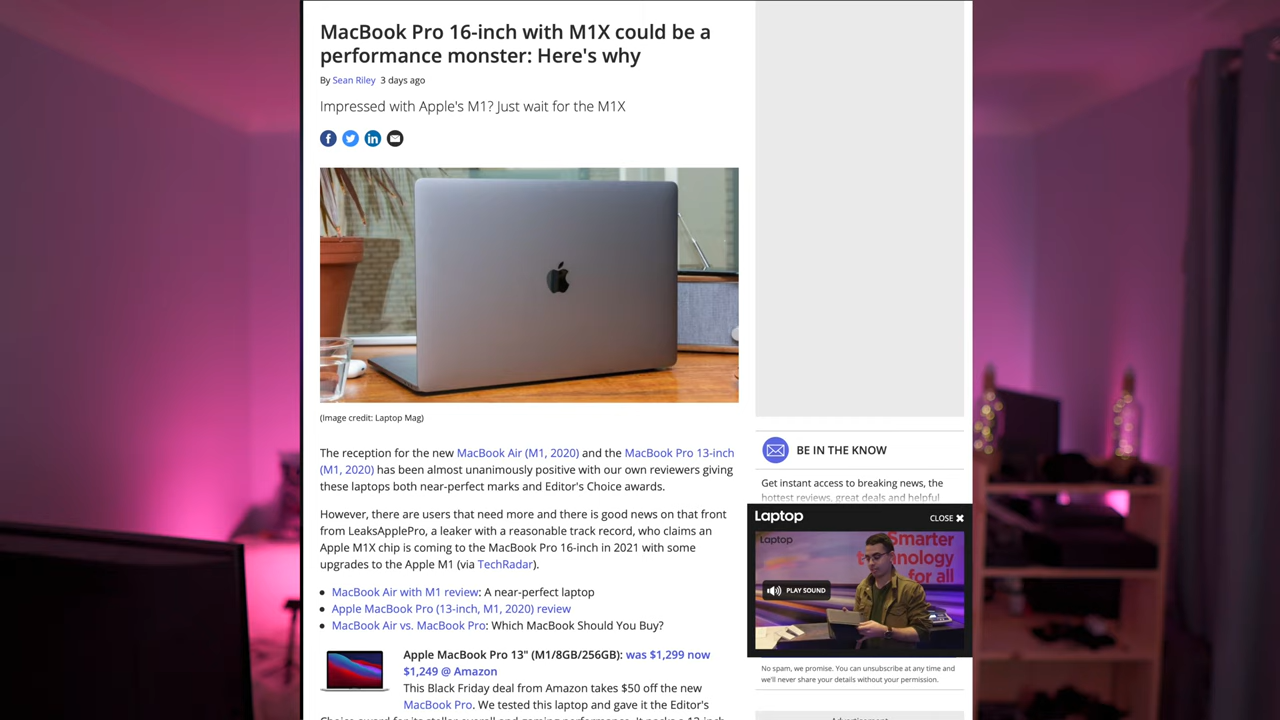 MacBook Pro 16-inch with M1X could be a
performance monster: Here's why
By Sean Riley 3 days ago
Impressed with Apple's M1? Just wait for the M1X
(Image credit: Laptop Mag)
The reception for the new MacBook Air (M1, 2020) and the MacBook Pro 13-inch
(M1, 2020) has been almost unanimously positive with our own reviewers giving
these laptops both near-perfect marks and Editor's Choice awards.
However, there are users that need more and there is good news on that front
from LeaksApplePro, a leaker with a reasonable track record, who claims an
Apple M1X chip is coming to the MacBook Pro 16-inch in 2021 with some
upgrades to the Apple M1 (via TechRadar).
MacBook Air with M1 review: A near-perfect laptop
Apple MacBook Pro (13-inch, M1, 2020) review
MacBook Air vs. MacBook Pro: Which MacBook Should You Buy?
Apple MacBook Pro 13" (M1/8GB/256GB): was $1,299 now
$1,249 @ Amazon
This Black Friday deal from Amazon takes $50 off the new
MacBook Pro. We tested this laptop and gave it the Editor's
BE IN THE KNOW
Get instant access to breaking news, the
hottest reviews, great deals and helpful
Laptop
CLOSE
Laptop
Smarter
technology
for all
PLAY SOUND
No spam, we promise. You can unsubscribe at any time and
we'll never share your details without your permission.